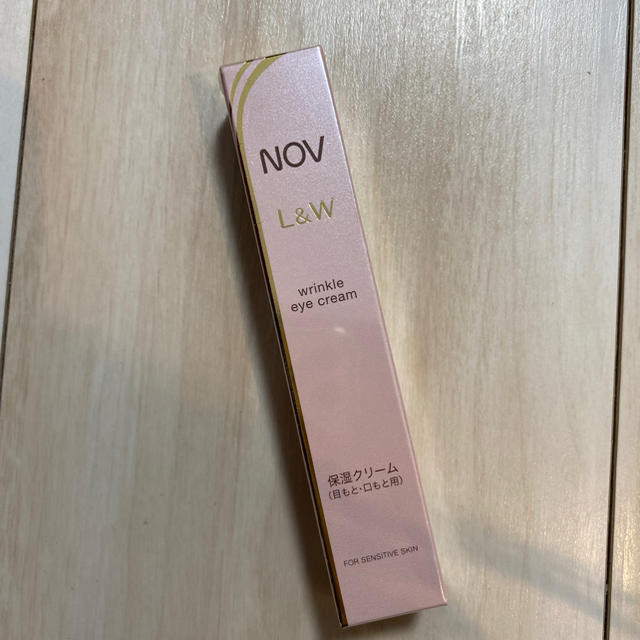 NOV
L&W
wrinkle
eye cream
保湿クリーム
（目もと・口もと用）
FOR SENSITIVE SKIN